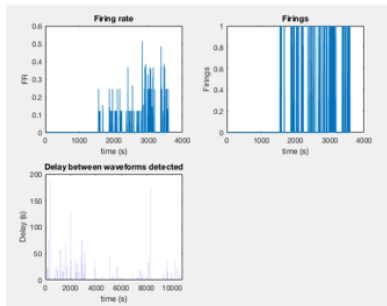 Firing rate
0.6
0.5
0.4
0.3
0.2
0.1
0
FR
0 1000 2000 3000 4000
time (s)
Firings
1
0.8
0.6
0.4
0.2
0
Firings
0 1000 2000 3000 4000
time (s)
Delay between waveforms detected
200
150
100
50
0
Delay (s)
0 2000 4000 6000 8000 10000
time (s)